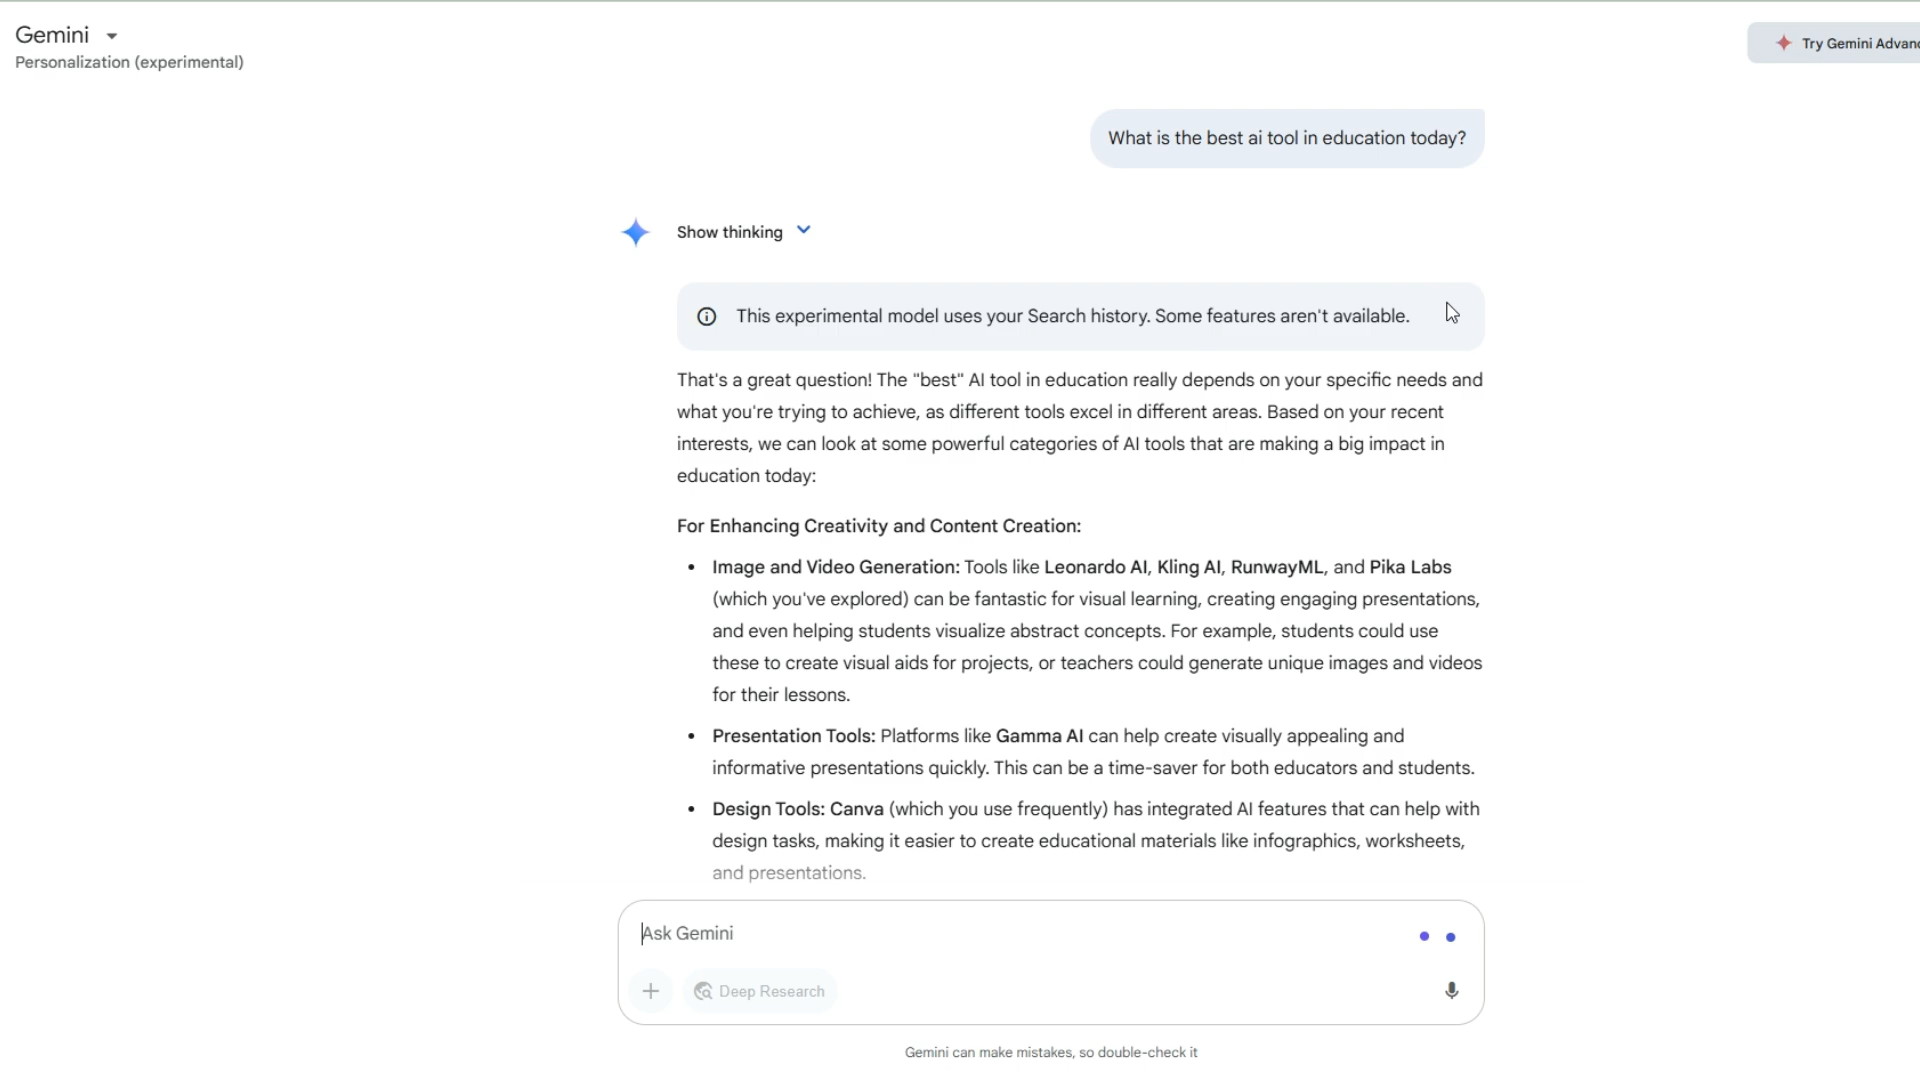 Gemini
Personalization (experimental)
Try Gemini
What is the best ai tool in education today?
Show thinking
This experimental model uses your Search history. Some features aren't available.
That's a great question! The "best" AI tool in education really depends on your specific needs and
what you're trying to achieve, as different tools excel in different areas. Based on your recent
interests, we can look at some powerful categories of AI tools that are making a big impact in
education today:
For Enhancing Creativity and Content Creation:
• Image and Video Generation: Tools like Leonardo AI, Kling AI, RunwayML, and Pika Labs
(which you've explored) can be fantastic for visual learning, creating engaging presentations,
and even helping students visualize abstract concepts. For example, students could use
these to create visual aids for projects, or teachers could generate unique images and videos
for their lessons.
• Presentation Tools: Platforms like Gamma AI can help create visually appealing and
informative presentations quickly. This can be a time-saver for both educators and students.
• Design Tools: Canva (which you use frequently) has integrated AI features that can help with
design tasks, making it easier to create educational materials like infographics, worksheets,
and presentations.
Ask Gemini
Deep Research
Gemini can make mistakes, so double-check it